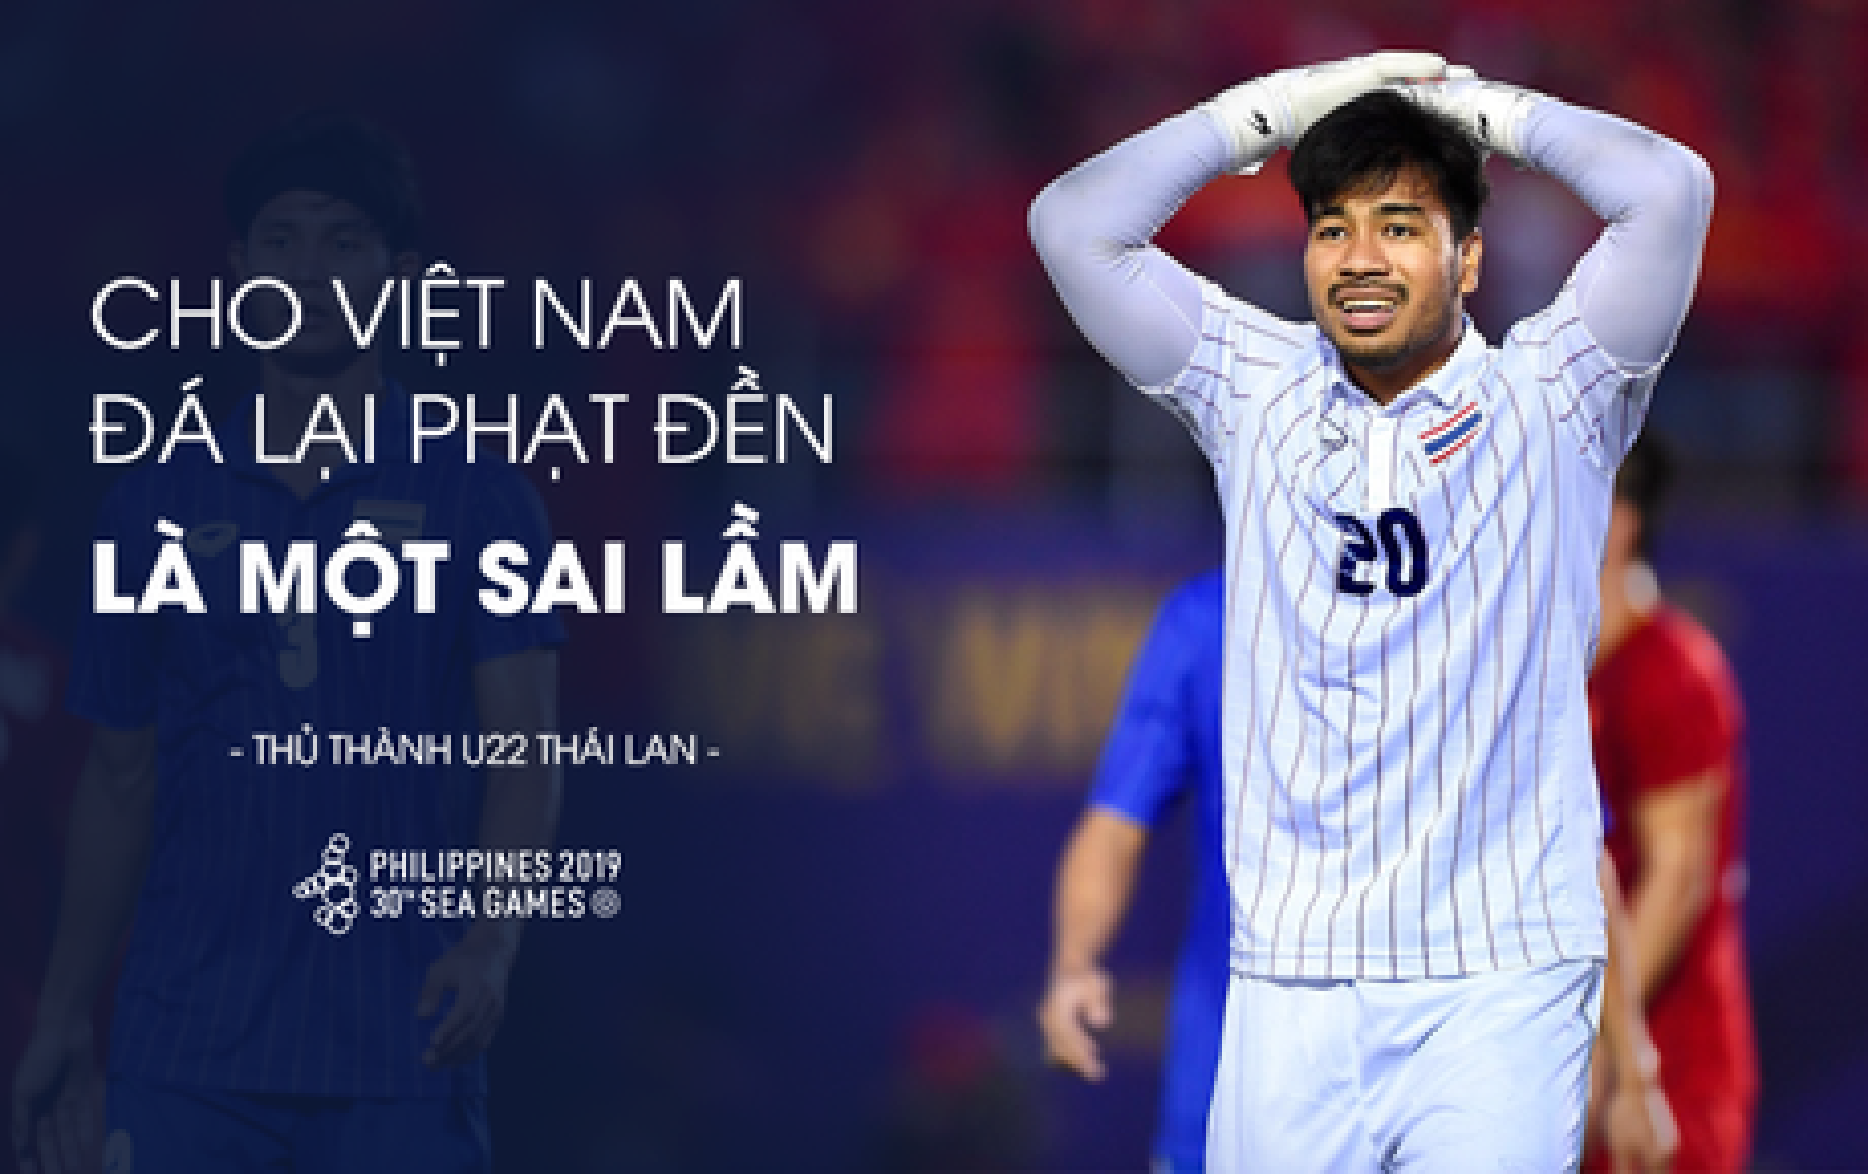 CHO VIỆT NAM
ĐÁ LẠI PHẠT ĐỀN
LÀ MỘT SAI LẦM
- THỦ THÀNH U22 THÁI LAN -
PHILIPPINES 2019
30TH SEA GAMES
20
3